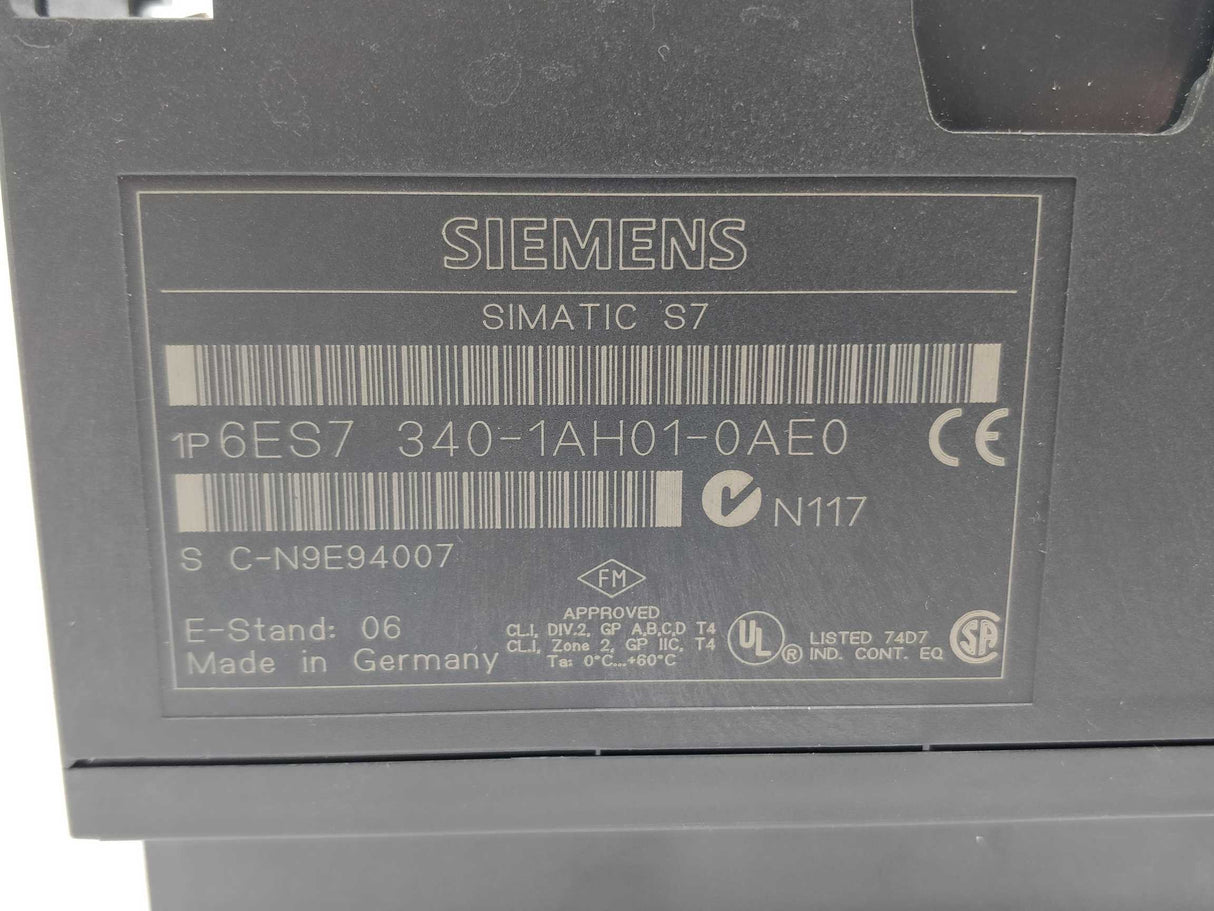 SIEMENS
SIMATIC S7
1P 6ES7 340-1AH01-0AE0 CE
N117
S C-N9E94007
FM
APPROVED
CL.I, DIV.2, GP A,B,C,D T4
CL.I, Zone 2, GP IIC, T4
Ta: 0°C...+60°C
E-Stand: 06
Made in Germany
UL ®
LISTED 74D7
IND. CONT. EQ
SA